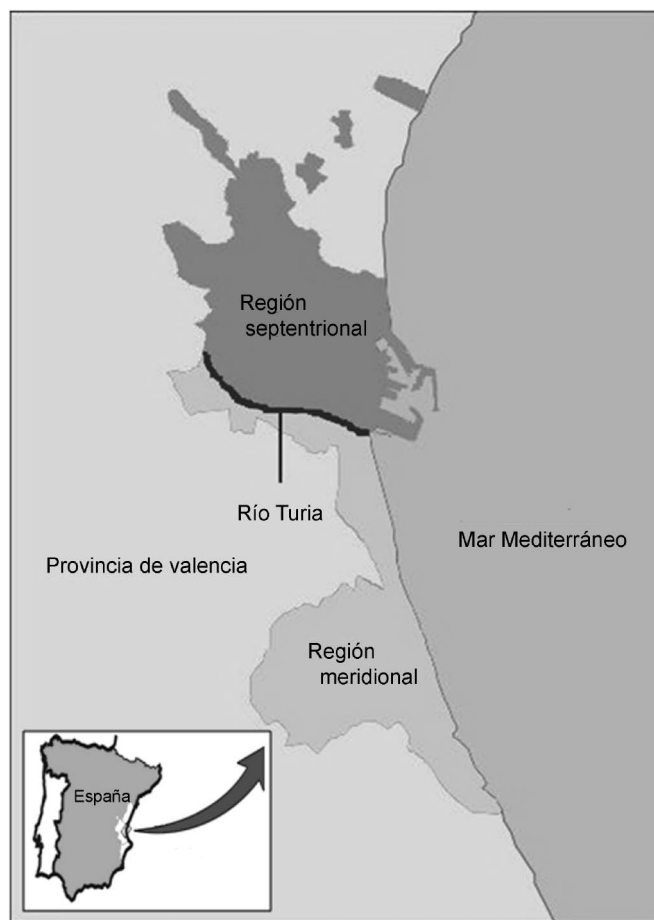 Región
septentrional
Río Turia
Mar Mediterráneo
Provincia de valencia
Región
meridional
España